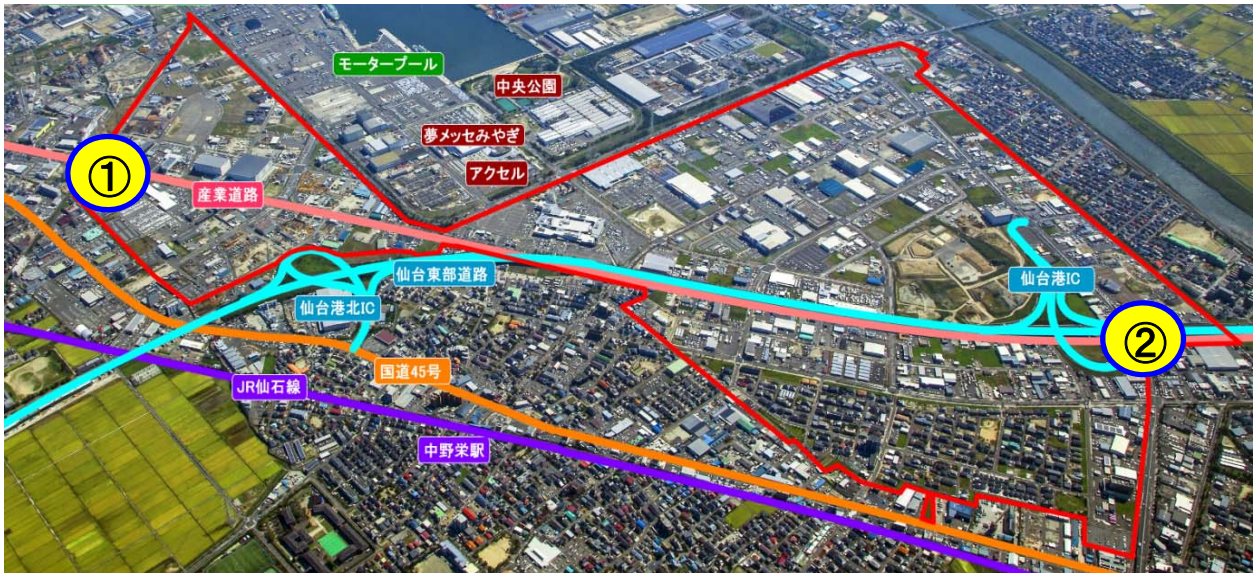 モータープール
中央公園
夢メッセみやぎ
アクセル
①
産業道路
仙台東部道路
仙台港IC
仙台港北IC
②
国道45号
JR仙石線
中野栄駅